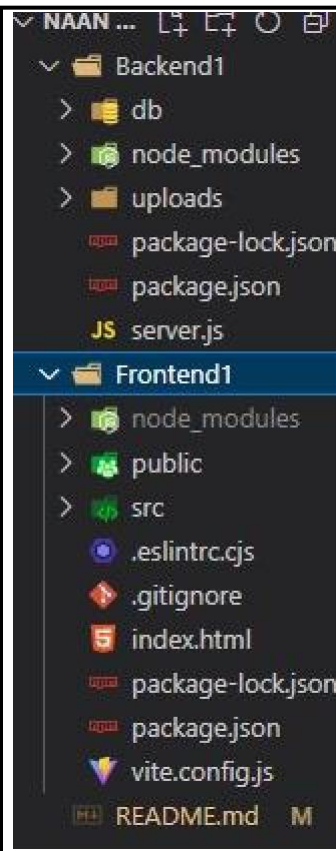 NAAN ...
Backend1
db
node_modules
uploads
package-lock.json
package.json
JS server.js
Frontend1
node_modules
public
src
.eslintrc.cjs
.gitignore
index.html
package-lock.json
package.json
vite.config.js
README.md M